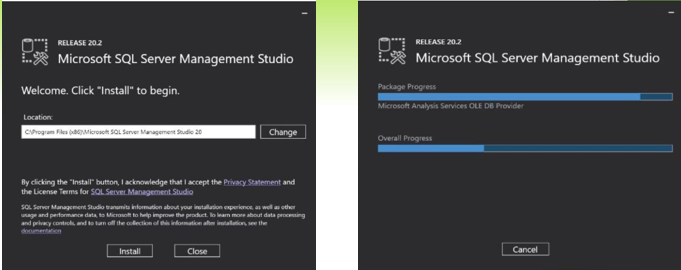 RELEASE 20.2
Microsoft SQL Server Management Studio
Welcome. Click "Install" to begin.
Location:
C:\Program Files (x86)\Microsoft SQL Server Management Studio 20
Change
By clicking the "Install" button, I acknowledge that I accept the Privacy Statement and
the License Terms for SQL Server Management Studio
SQL Server Management Studio transmits information about your installation experience, as well as other
usage and performance data, to Microsoft to help improve the product. To learn more about data processing
and privacy controls, and to turn off the collection of this information after installation, see the
documentation
Install
Close
RELEASE 20.2
Microsoft SQL Server Management Studio
Package Progress
Microsoft Analysis Services OLE DB Provider
Overall Progress
Cancel